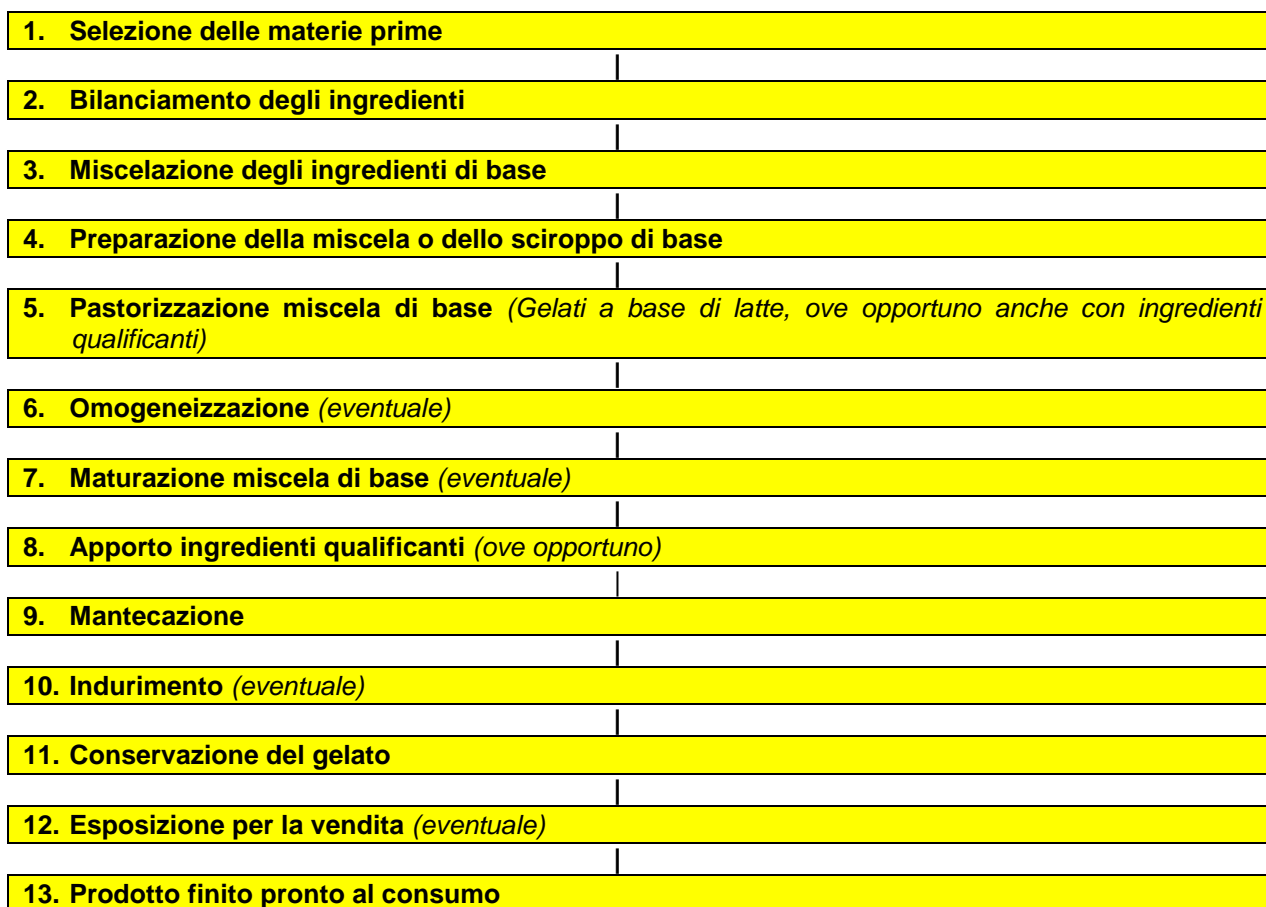 1. Selezione delle materie prime
2. Bilanciamento degli ingredienti
3. Miscelazione degli ingredienti di base
4. Preparazione della miscela o dello sciroppo di base
5. Pastorizzazione miscela di base (Gelati a base di latte, ove opportuno anche con ingredienti
qualificanti)
6. Omogeneizzazione (eventuale)
7. Maturazione miscela di base (eventuale)
8. Apporto ingredienti qualificanti (ove opportuno)
9. Mantecazione
10. Indurimento (eventuale)
11. Conservazione del gelato
12. Esposizione per la vendita (eventuale)
13. Prodotto finito pronto al consumo